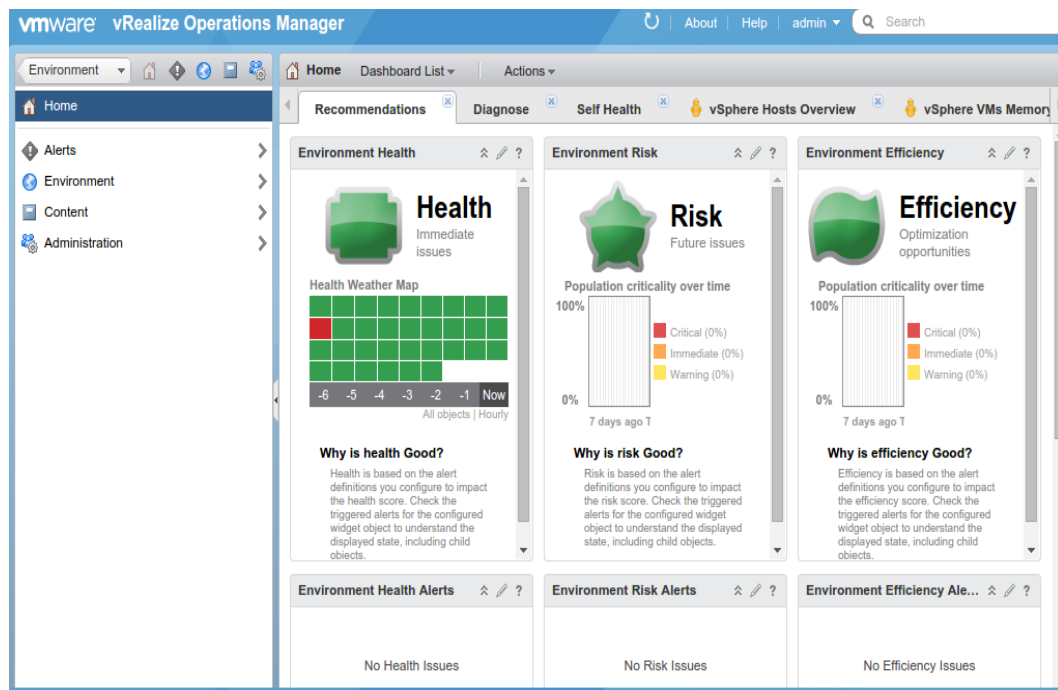 vmware vRealize Operations Manager
About Help admin Search
Environment
Home
Alerts
Environment
Content
Administration
Home Dashboard List Actions
Recommendations Diagnose Self Health vSphere Hosts Overview vSphere VMs Memory
Environment Health ?
Health
Immediate
issues
Health Weather Map
-6 -5 -4 -3 -2 -1 Now
All objects | Hourly
Why is health Good?
Health is based on the alert
definitions you configure to impact
the health score. Check the
triggered alerts for the configured
widget object to understand the
displayed state, including child
objects.
Environment Risk ?
Risk
Future issues
Population criticality over time
100%
Critical (0%)
Immediate (0%)
Warning (0%)
0%
7 days ago T
Why is risk Good?
Risk is based on the alert
definitions you configure to impact
the risk score. Check the triggered
alerts for the configured widget
object to understand the displayed
state, including child objects.
Environment Efficiency ?
Efficiency
Optimization
opportunities
Population criticality over time
100%
Critical (0%)
Immediate (0%)
Warning (0%)
0%
7 days ago T
Why is efficiency Good?
Efficiency is based on the alert
definitions you configure to impact
the efficiency score. Check the
triggered alerts for the configured
widget object to understand the
displayed state, including child
objects.
Environment Health Alerts ?
No Health Issues
Environment Risk Alerts ?
No Risk Issues
Environment Efficiency Ale... ?
No Efficiency Issues